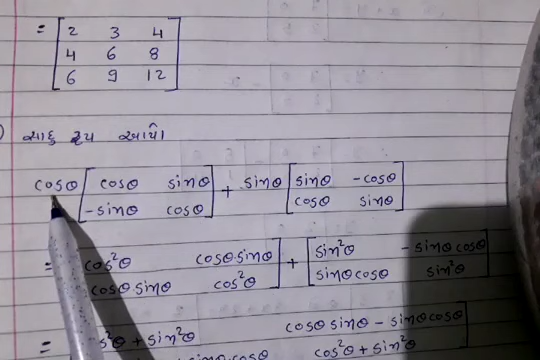 = [ 2 3 4
4 6 8
6 9 12 ]
) સાદુ રૂપ આપો
cosθ [ cosθ sinθ + sinθ [ sinθ -cosθ
-sinθ cosθ ] cosθ sinθ ]
= cos²θ cosθ·sinθ + [ sin²θ - sinθ cosθ
cosθ sinθ cos²θ ] sinθ cosθ sin²θ ]
= s²θ + sin²θ cosθ sinθ - sinθ cosθ
cos²θ + sin²θ